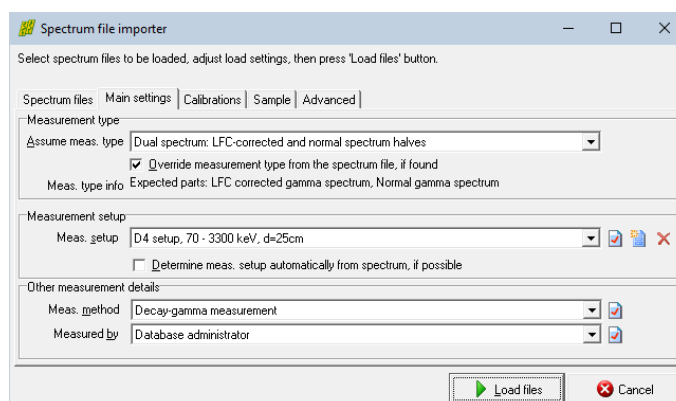 Spectrum file importer
Select spectrum files to be loaded, adjust load settings, then press 'Load files' button.
Spectrum files Main settings Calibrations Sample Advanced
Measurement type
Assume meas. type Dual spectrum: LFC-corrected and normal spectrum halves
Override measurement type from the spectrum file, if found
Meas. type info Expected parts: LFC corrected gamma spectrum, Normal gamma spectrum
Measurement setup
Meas. setup D4 setup, 70 - 3300 keV, d=25cm
Determine meas. setup automatically from spectrum, if possible
Other measurement details
Meas. method Decay-gamma measurement
Measured by Database administrator
Load files Cancel